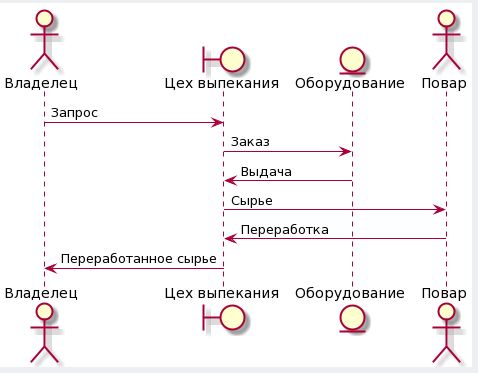 Владелец Цех выпекания Оборудование Повар
Запрос
Заказ
Выдача
Сырье
Переработка
Переработанное сырье
Владелец Цех выпекания Оборудование Повар